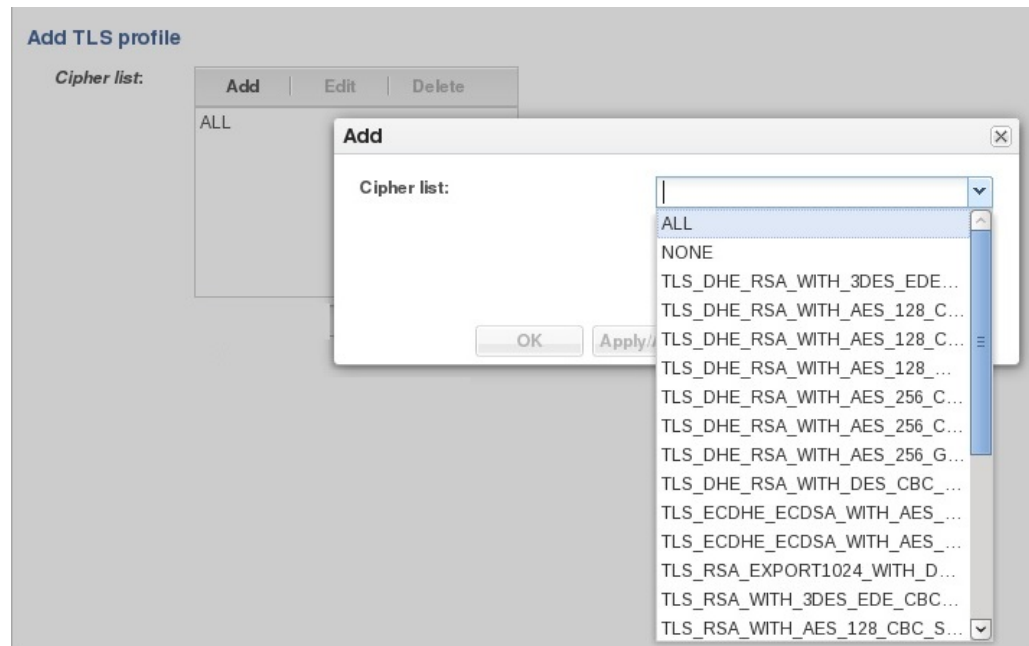 Add TLS profile
Cipher list:
Add Edit Delete
ALL
Add
Cipher list:
ALL
NONE
TLS_DHE_RSA_WITH_3DES_EDE...
TLS_DHE_RSA_WITH_AES_128_C...
TLS_DHE_RSA_WITH_AES_128_C...
TLS_DHE_RSA_WITH_AES_128_...
TLS_DHE_RSA_WITH_AES_256_C...
TLS_DHE_RSA_WITH_AES_256_C...
TLS_DHE_RSA_WITH_AES_256_G...
TLS_DHE_RSA_WITH_DES_CBC_...
TLS_ECDHE_ECDSA_WITH_AES_...
TLS_ECDHE_ECDSA_WITH_AES_...
TLS_RSA_EXPORT1024_WITH_D...
TLS_RSA_WITH_3DES_EDE_CBC...
TLS_RSA_WITH_AES_128_CBC_S...
OK Apply/